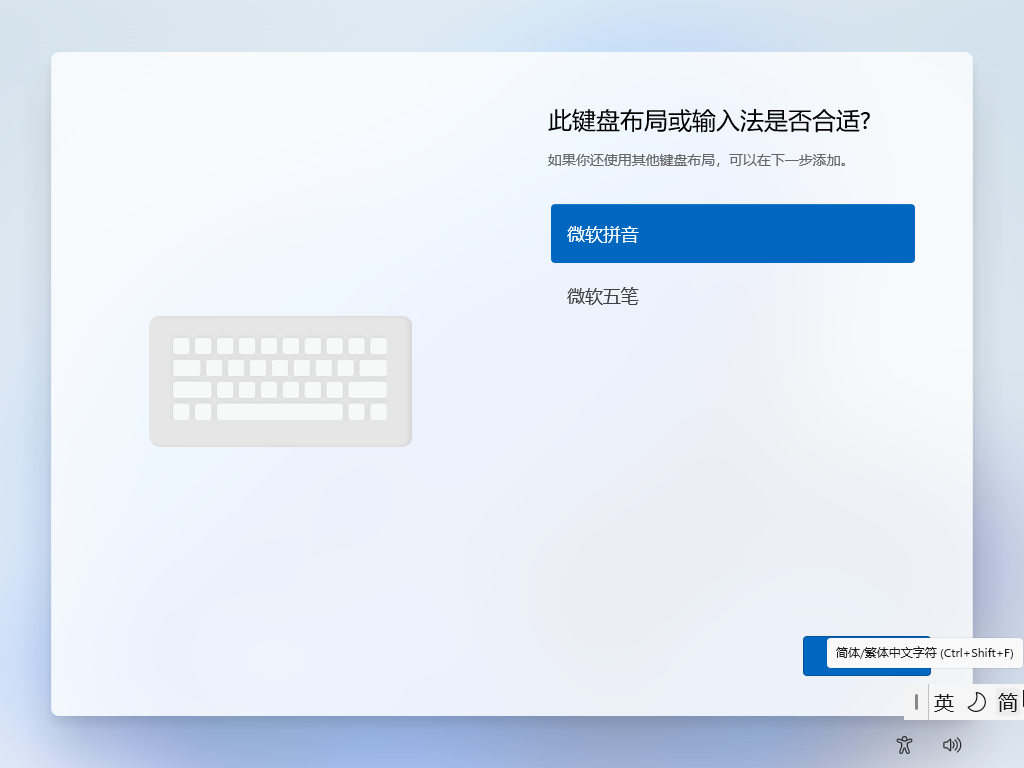 此键盘布局或输入法是否合适?
如果你还使用其他键盘布局，可以在下一步添加。
微软拼音
微软五笔
简体/繁体中文字符 (Ctrl+Shift+F)
英 简